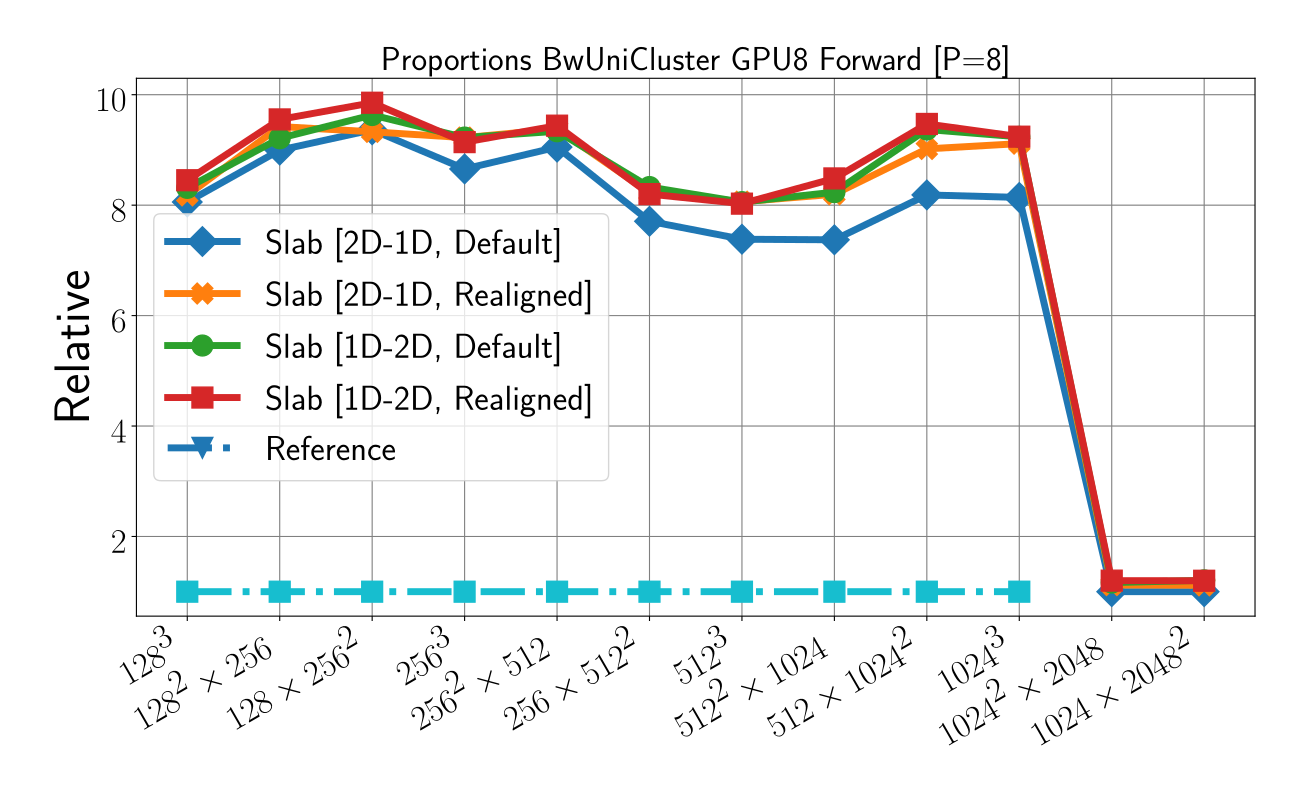 Proportions BwUniCluster GPU8 Forward [P=8]
Relative
10
8
6
4
2
Slab [2D-1D, Default]
Slab [2D-1D, Realigned]
Slab [1D-2D, Default]
Slab [1D-2D, Realigned]
Reference
128³
128² × 256
128 × 256²
256³
256² × 512
256 × 512²
512³
512² × 1024
512 × 1024²
1024³
1024² × 2048
1024 × 2048²